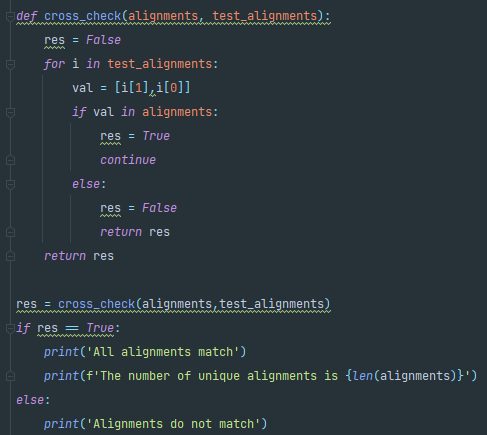 def cross_check(alignments, test_alignments):
    res = False
    for i in test_alignments:
        val = [i[1],i[0]]
        if val in alignments:
            res = True
            continue
        else:
            res = False
            return res
    return res

res = cross_check(alignments,test_alignments)
if res == True:
    print('All alignments match')
    print(f'The number of unique alignments is {len(alignments)}')
else:
    print('Alignments do not match')